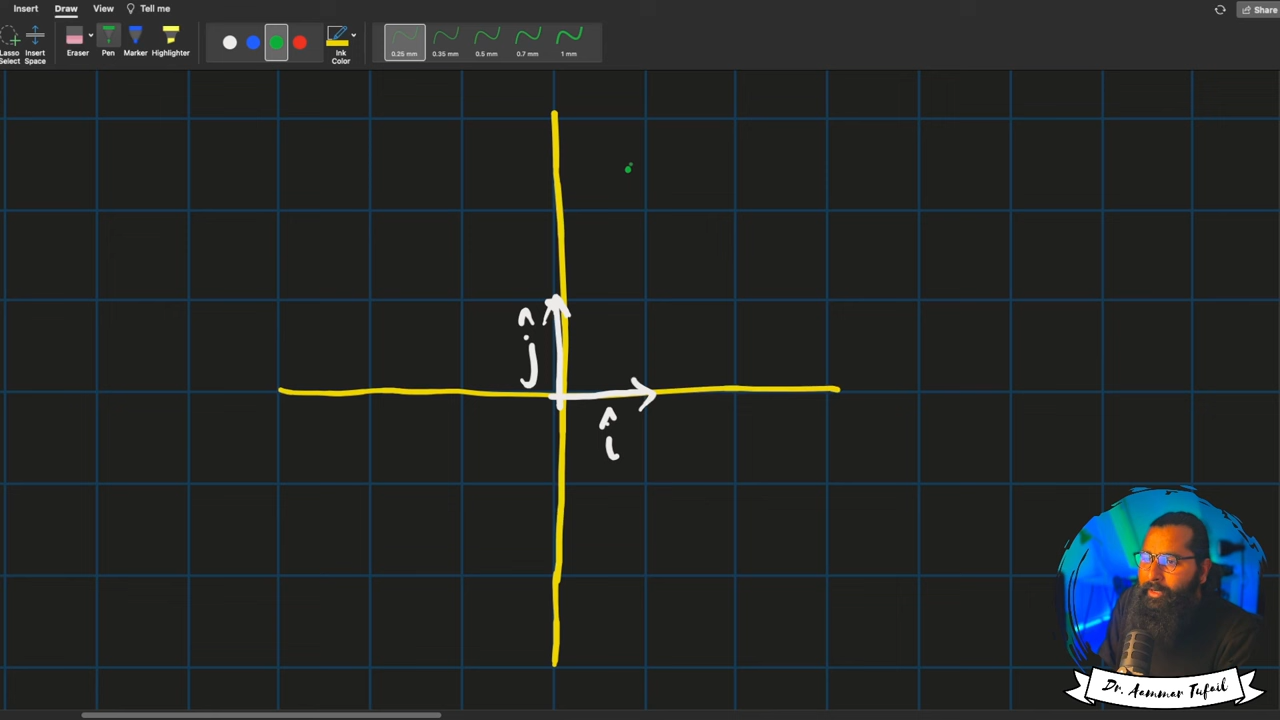 Insert Draw View Tell me
Share
Lasso Select
Insert Space
Eraser
Pen
Marker
Highlighter
Ink Color
0.25 mm
0.35 mm
0.5 mm
0.7 mm
1 mm
ĵ
î
Dr. Aammar Tufail